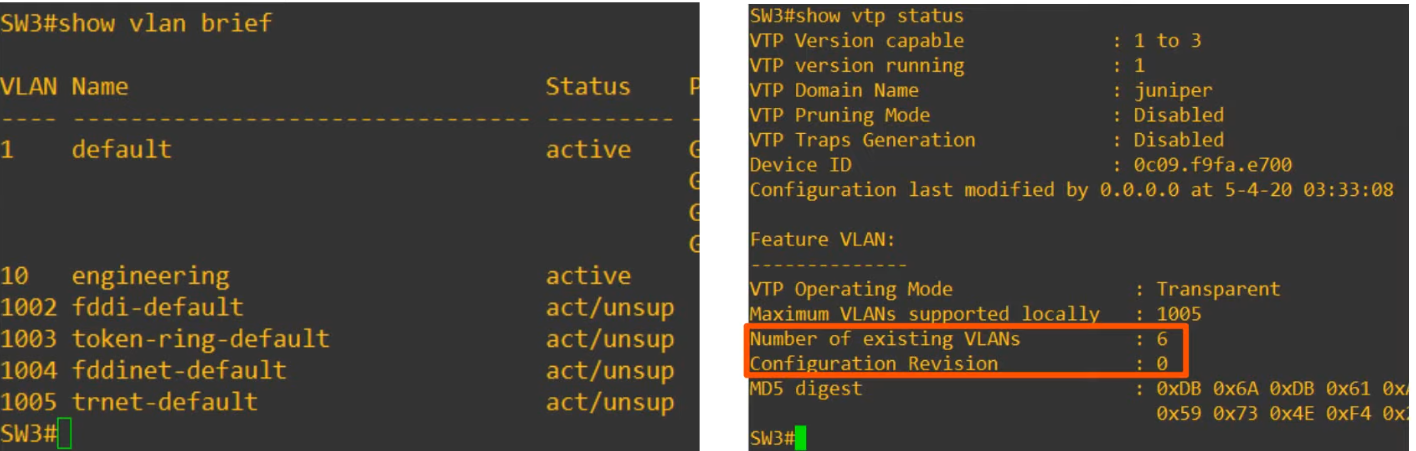 SW3#show vlan brief
VLAN Name Status
---- -------------------------------- ---------
1 default active
10 engineering active
1002 fddi-default act/unsup
1003 token-ring-default act/unsup
1004 fddinet-default act/unsup
1005 trnet-default act/unsup
SW3#
SW3#show vtp status
VTP Version capable : 1 to 3
VTP version running : 1
VTP Domain Name : juniper
VTP Pruning Mode : Disabled
VTP Traps Generation : Disabled
Device ID : 0c09.f9fa.e700
Configuration last modified by 0.0.0.0 at 5-4-20 03:33:08
Feature VLAN:
--------------
VTP Operating Mode : Transparent
Maximum VLANs supported locally : 1005
Number of existing VLANs : 6
Configuration Revision : 0
MD5 digest : 0xDB 0x6A 0xDB 0x61
0x59 0x73 0x4E 0xF4
SW3#